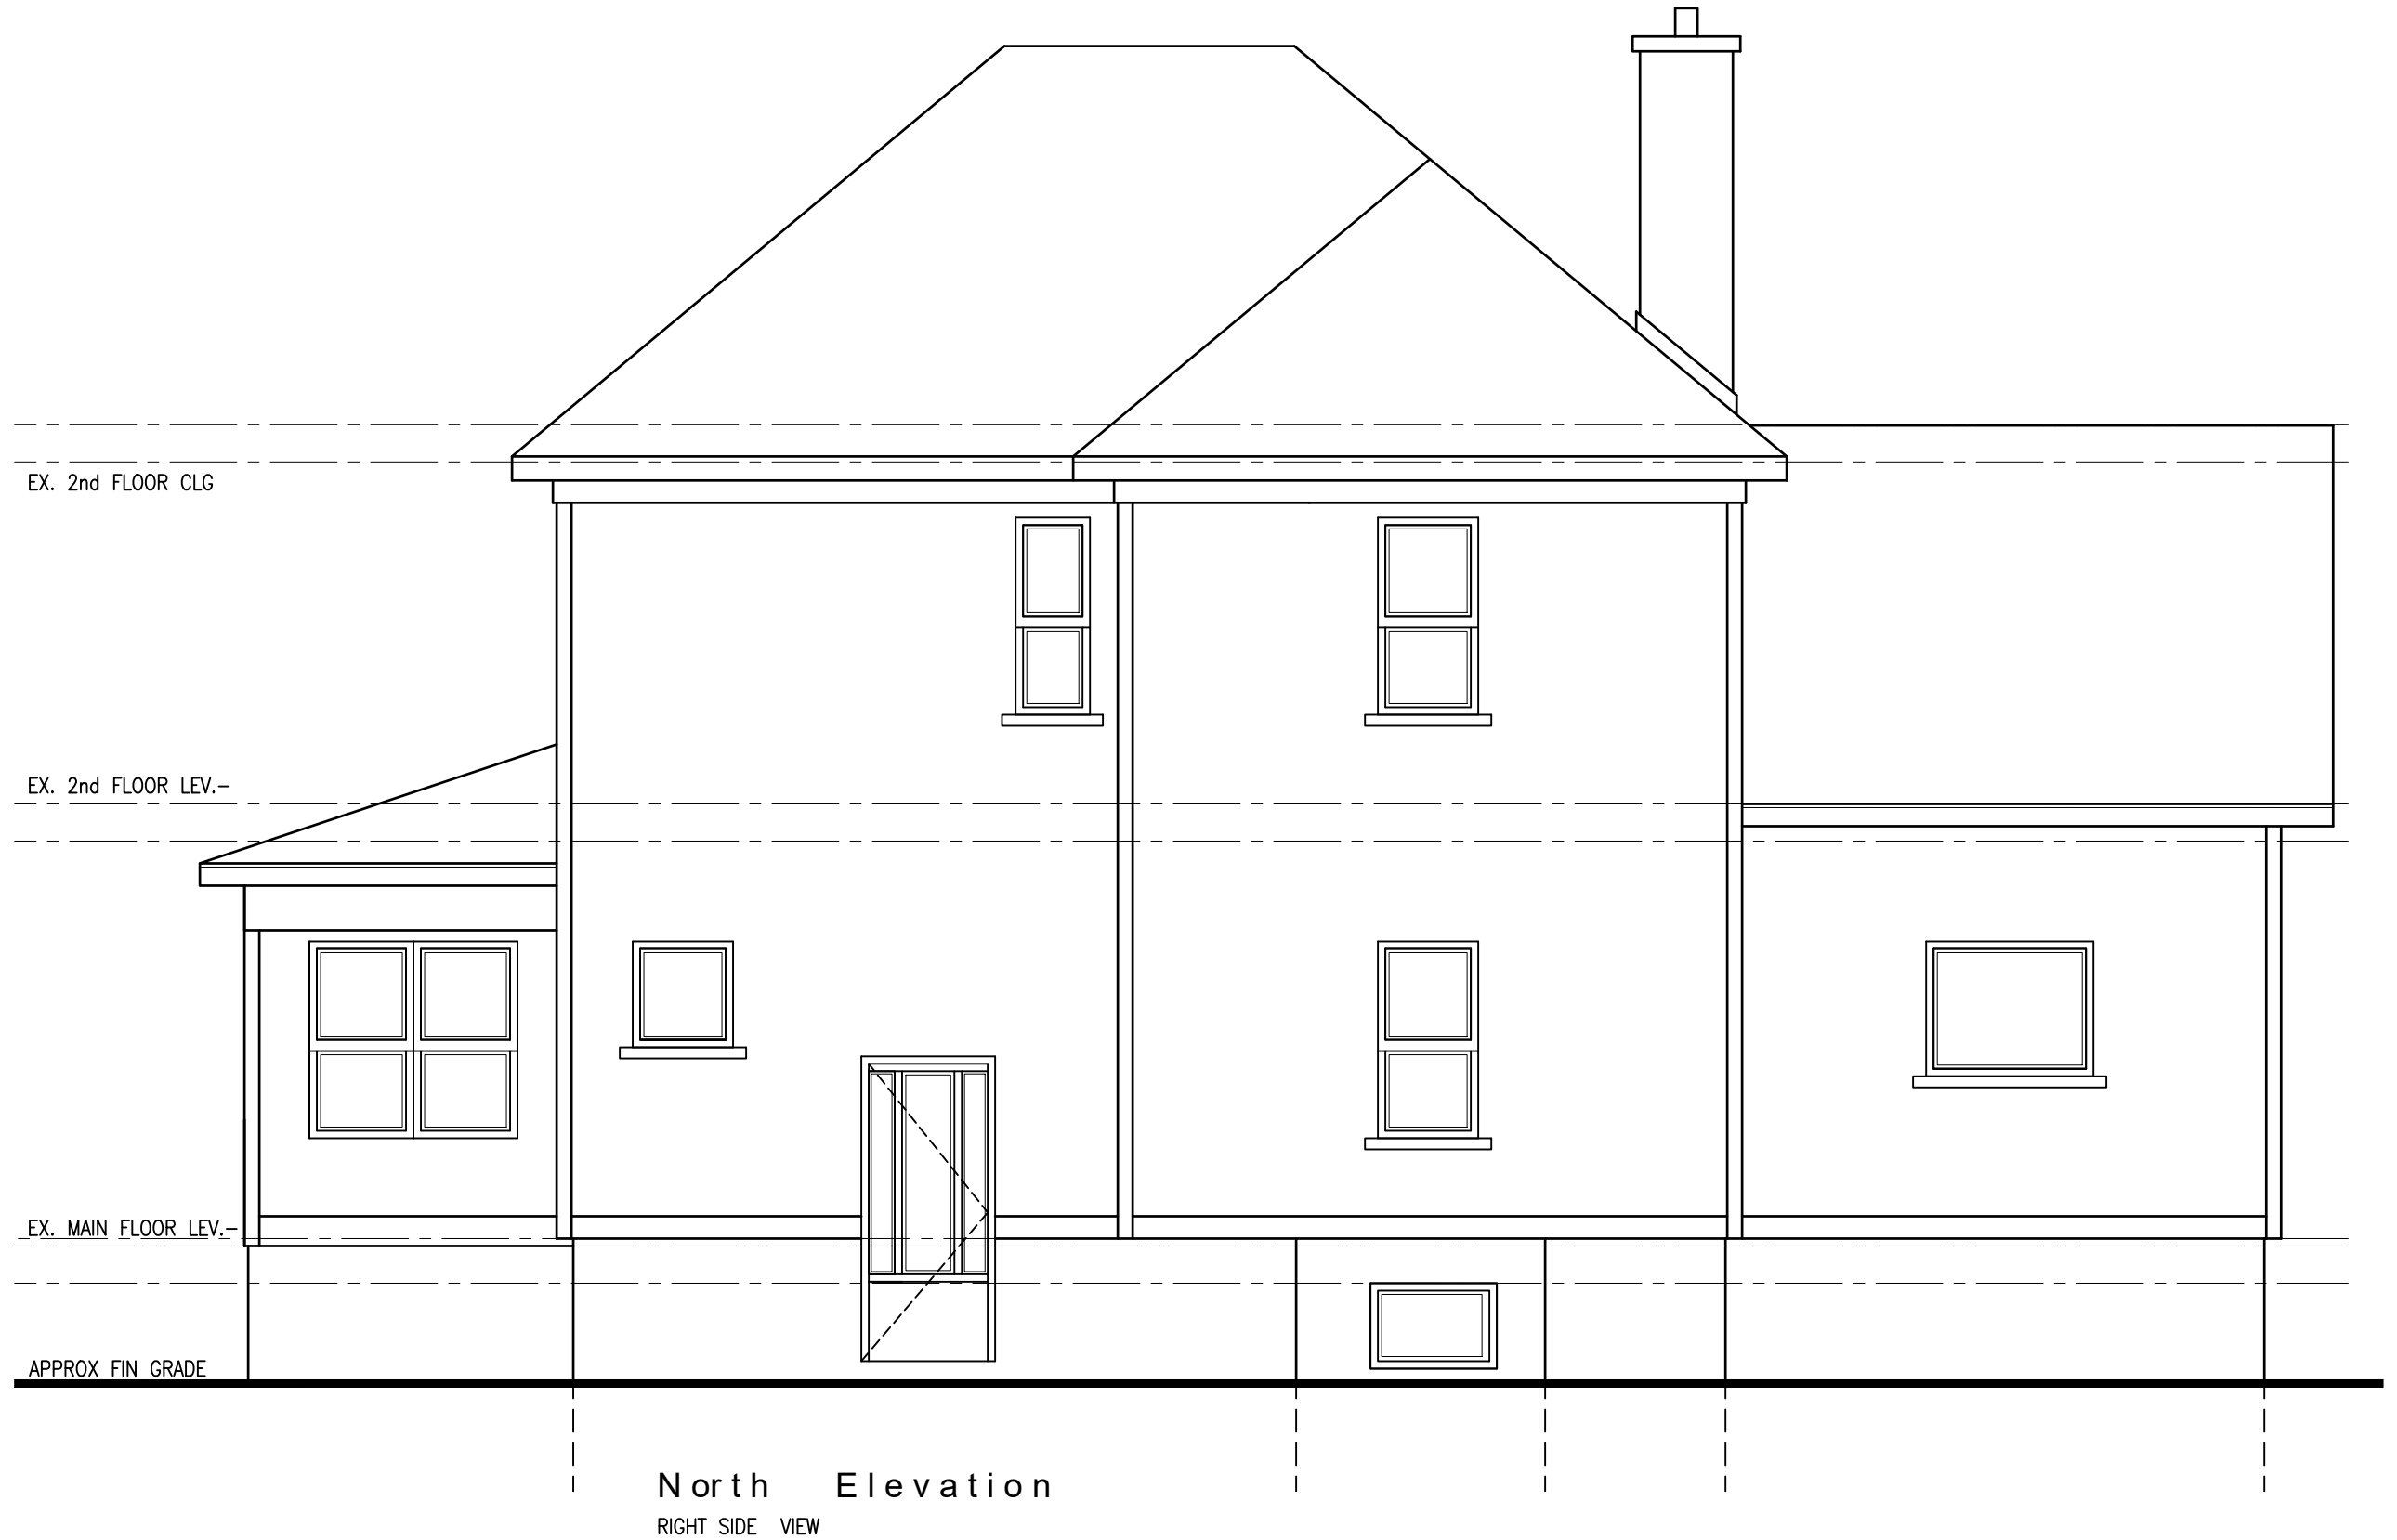 EX. 2nd FLOOR CLG
EX. 2nd FLOOR LEV.-
EX. MAIN FLOOR LEV.-
APPROX FIN GRADE
North Elevation
RIGHT SIDE VIEW